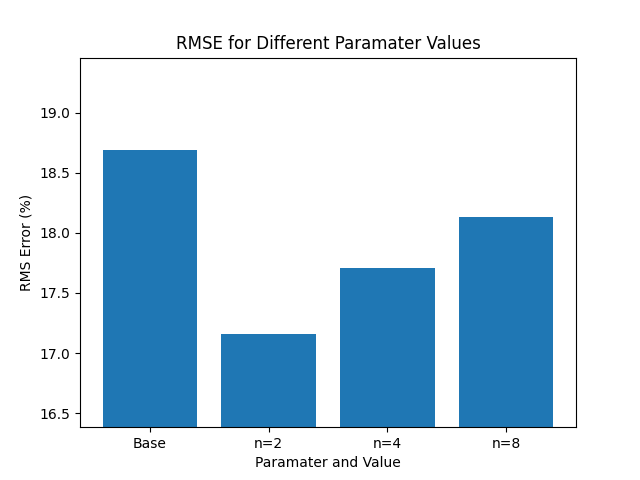 RMSE for Different Paramater Values
RMS Error (%)
19.0
18.5
18.0
17.5
17.0
16.5
Base n=2 n=4 n=8
Paramater and Value